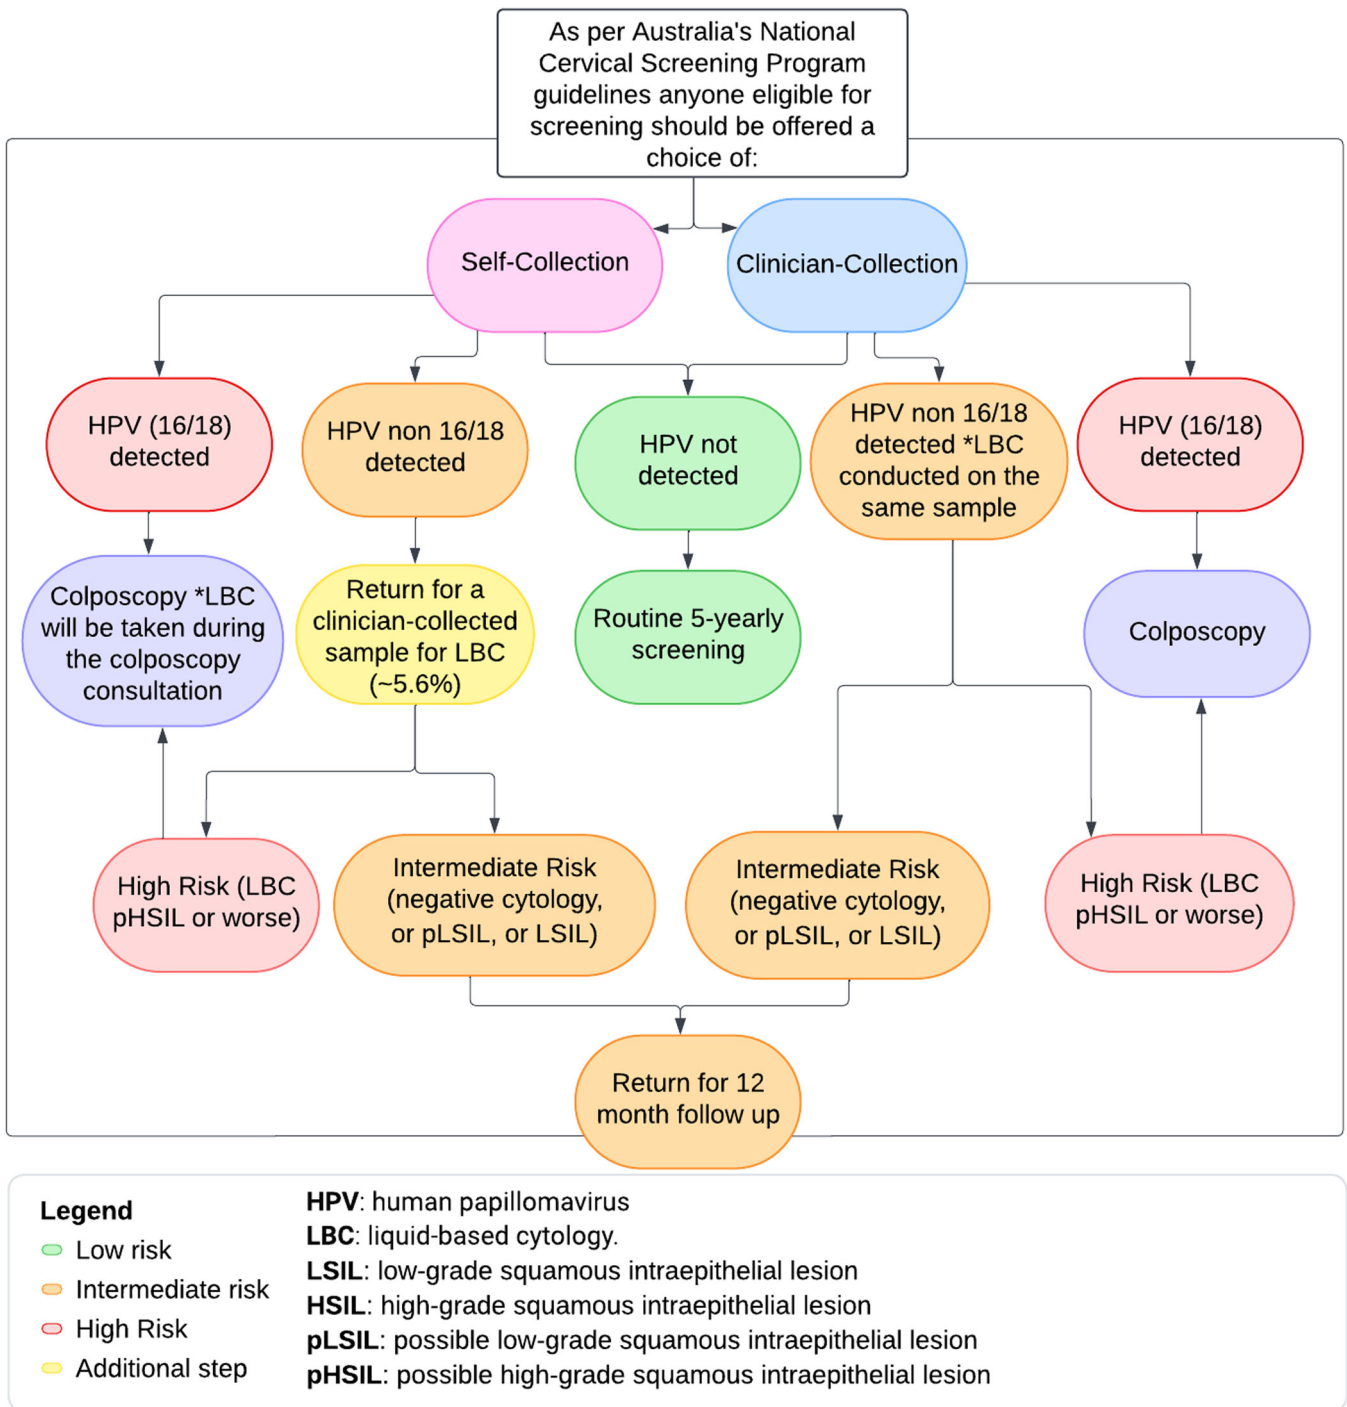 As per Australia's National
Cervical Screening Program
guidelines anyone eligible for
screening should be offered a
choice of:
Self-Collection
Clinician-Collection
HPV (16/18)
detected
HPV non 16/18
detected
HPV not
detected
HPV non 16/18
detected *LBC
conducted on the
same sample
HPV (16/18)
detected
Colposcopy *LBC
will be taken during
the colposcopy
consultation
Return for a
clinician-collected
sample for LBC
(~5.6%)
Routine 5-yearly
screening
Colposcopy
High Risk (LBC
pHSIL or worse)
Intermediate Risk
(negative cytology,
or pLSIL, or LSIL)
Intermediate Risk
(negative cytology,
or pLSIL, or LSIL)
High Risk (LBC
pHSIL or worse)
Return for 12
month follow up
Legend
Low risk
Intermediate risk
High Risk
Additional step
HPV: human papillomavirus
LBC: liquid-based cytology.
LSIL: low-grade squamous intraepithelial lesion
HSIL: high-grade squamous intraepithelial lesion
pLSIL: possible low-grade squamous intraepithelial lesion
pHSIL: possible high-grade squamous intraepithelial lesion